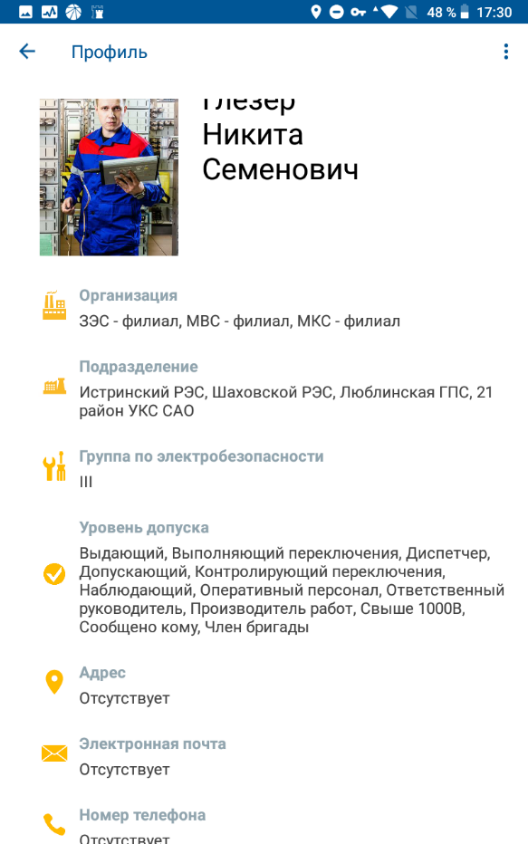 48 % 17:30
Профиль
Глезер
Никита
Семенович
Организация
ЗЭС - филиал, МВС - филиал, МКС - филиал
Подразделение
Истринский РЭС, Шаховской РЭС, Люблинская ГПС, 21
район УКС САО
Группа по электробезопасности
III
Уровень допуска
Выдающий, Выполняющий переключения, Диспетчер,
Допускающий, Контролирующий переключения,
Наблюдающий, Оперативный персонал, Ответственный
руководитель, Производитель работ, Свыше 1000В,
Сообщено кому, Член бригады
Адрес
Отсутствует
Электронная почта
Отсутствует
Номер телефона
Отсутствует